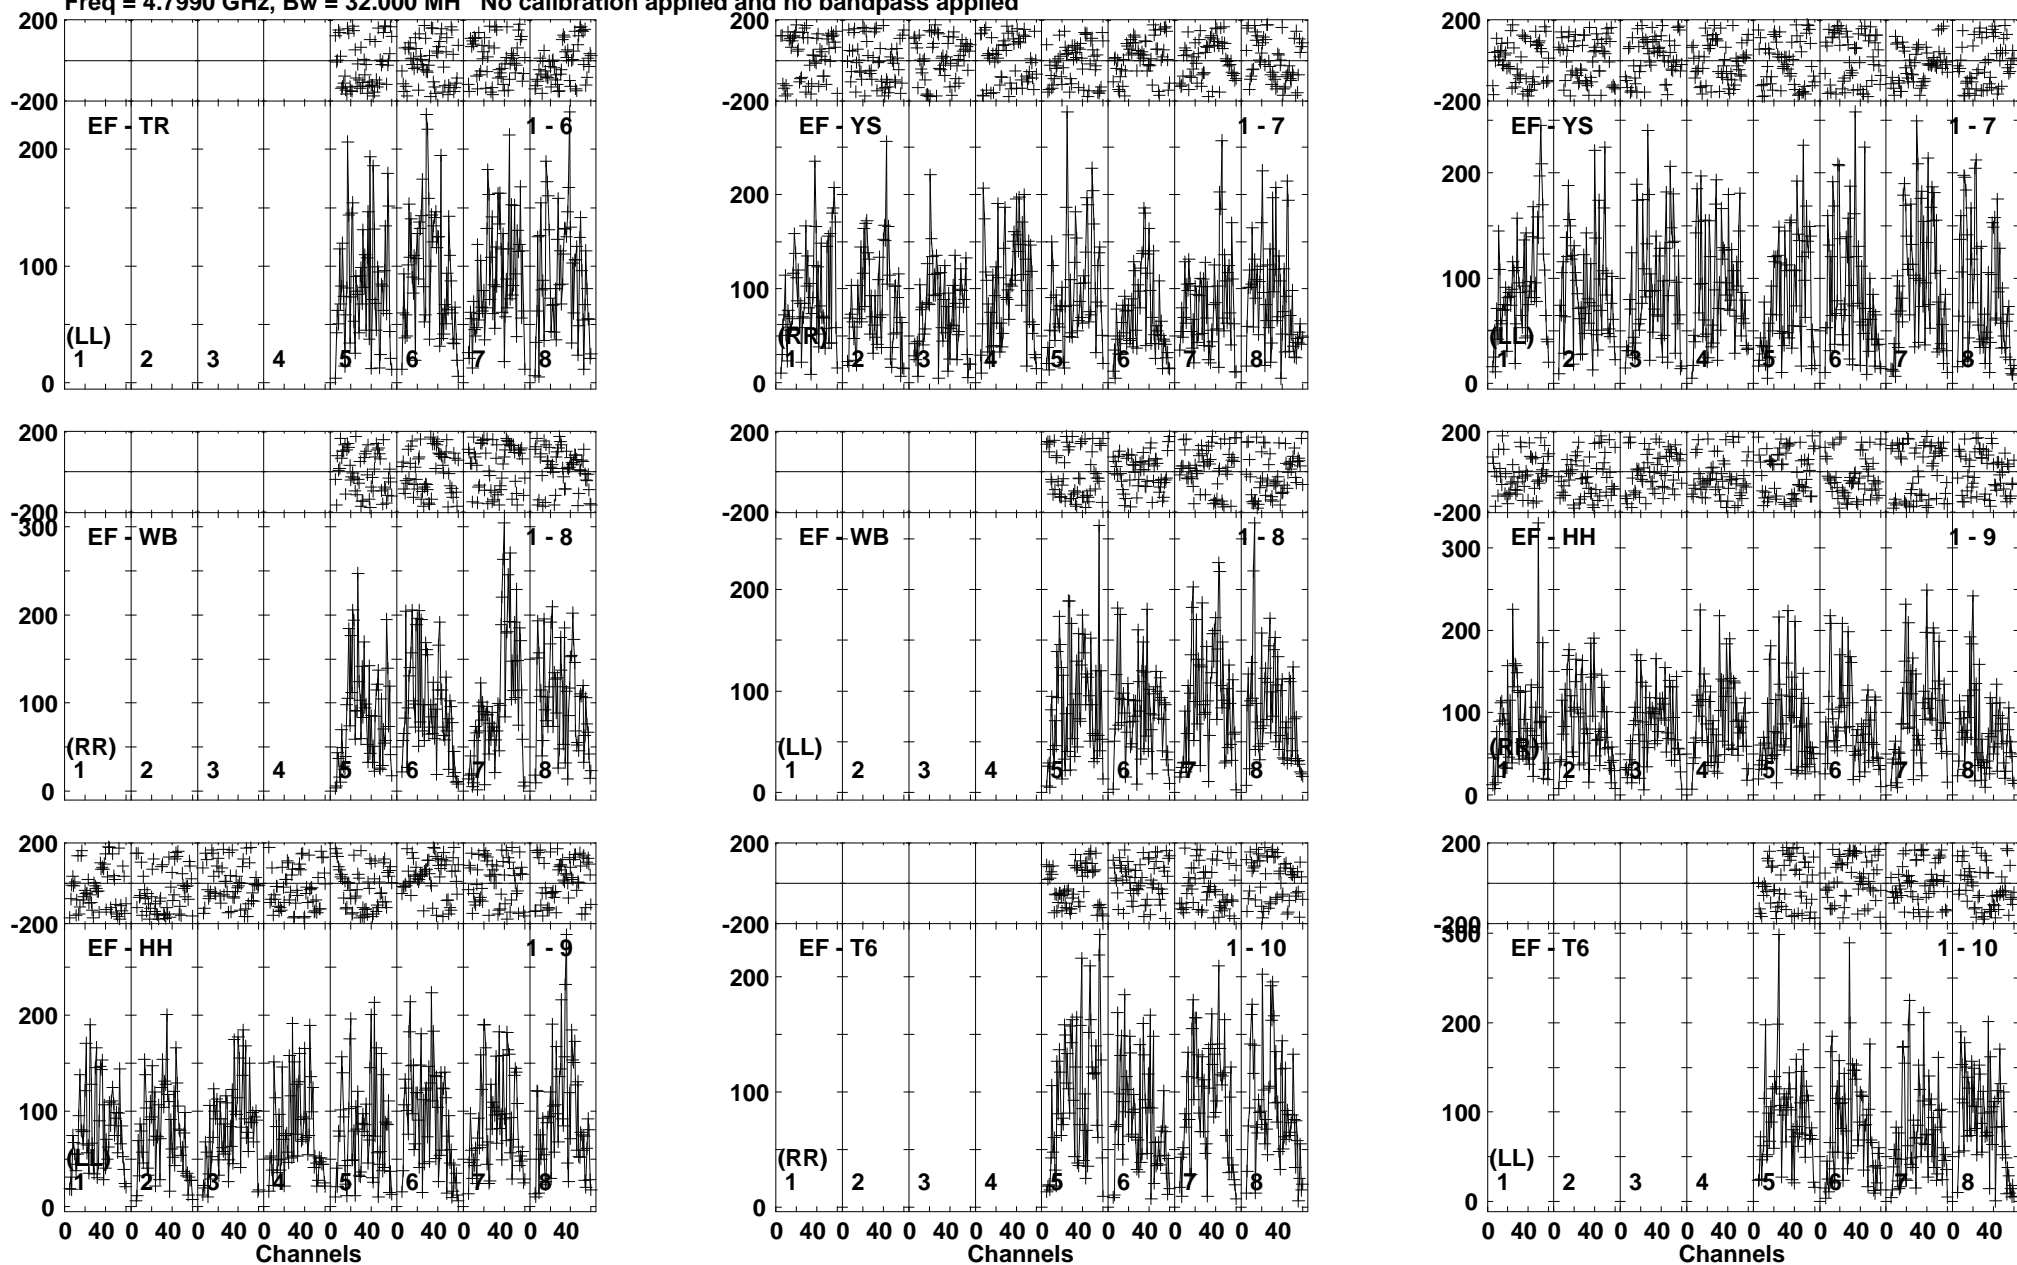 Freq = 4.7990 GHz, Bw = 32.000 MH No calibration applied and no bandpass applied
200 200 200
-200 -200 -200
EF - TR 1 - 6 EF - YS 1 - 7 EF - YS 1 - 7
200 200 200
100 100 100
(LL) (RR) (LL)
1 2 3 4 5 6 7 8 1 2 3 4 5 6 7 8 1 2 3 4 5 6 7 8
0 0 0
200 200 200
-200 -200 -200
300
EF - WB 1 - 8 EF - WB 1 - 8 EF - HH 1 - 9
300
200 200 200
100 100 100
(RR) (LL) (RR)
1 2 3 4 5 6 7 8 1 2 3 4 5 6 7 8 1 2 3 4 5 6 7 8
0 0 0
200 200 200
-200 -200 -200
300
EF - HH 1 - 9 EF - T6 1 - 10 EF - T6 1 - 10
200 200 200
100 100 100
(LL) (RR) (LL)
1 2 3 4 5 6 7 8 1 2 3 4 5 6 7 8 1 2 3 4 5 6 7 8
0 0 0
0 40 0 40 0 40 0 40 0 40 0 40 0 40 0 40 0 40 0 40 0 40 0 40 0 40 0 40 0 40 0 40 0 40 0 40 0 40 0 40 0 40 0 40 0 40 0 40
Channels Channels Channels